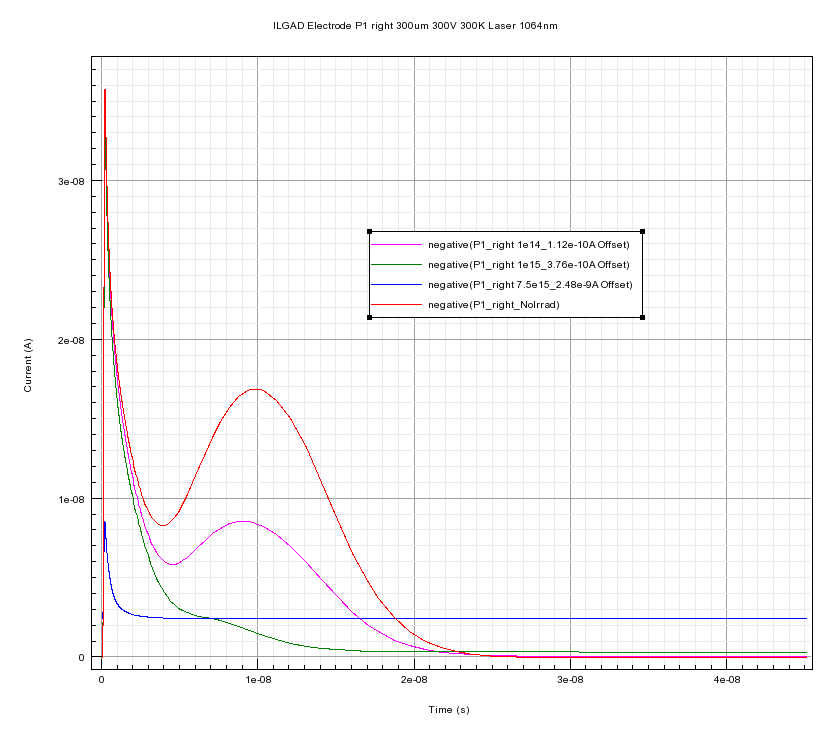 ILGAD Electrode P1 right 300um 300V 300K Laser 1064nm
Current (A)
3e-08
2e-08
1e-08
0
negative(P1_right 1e14_1.12e-10A Offset)
negative(P1_right 1e15_3.76e-10A Offset)
negative(P1_right 7.5e15_2.48e-9A Offset)
negative(P1_right_NoIrrad)
0 1e-08 2e-08 3e-08 4e-08
Time (s)